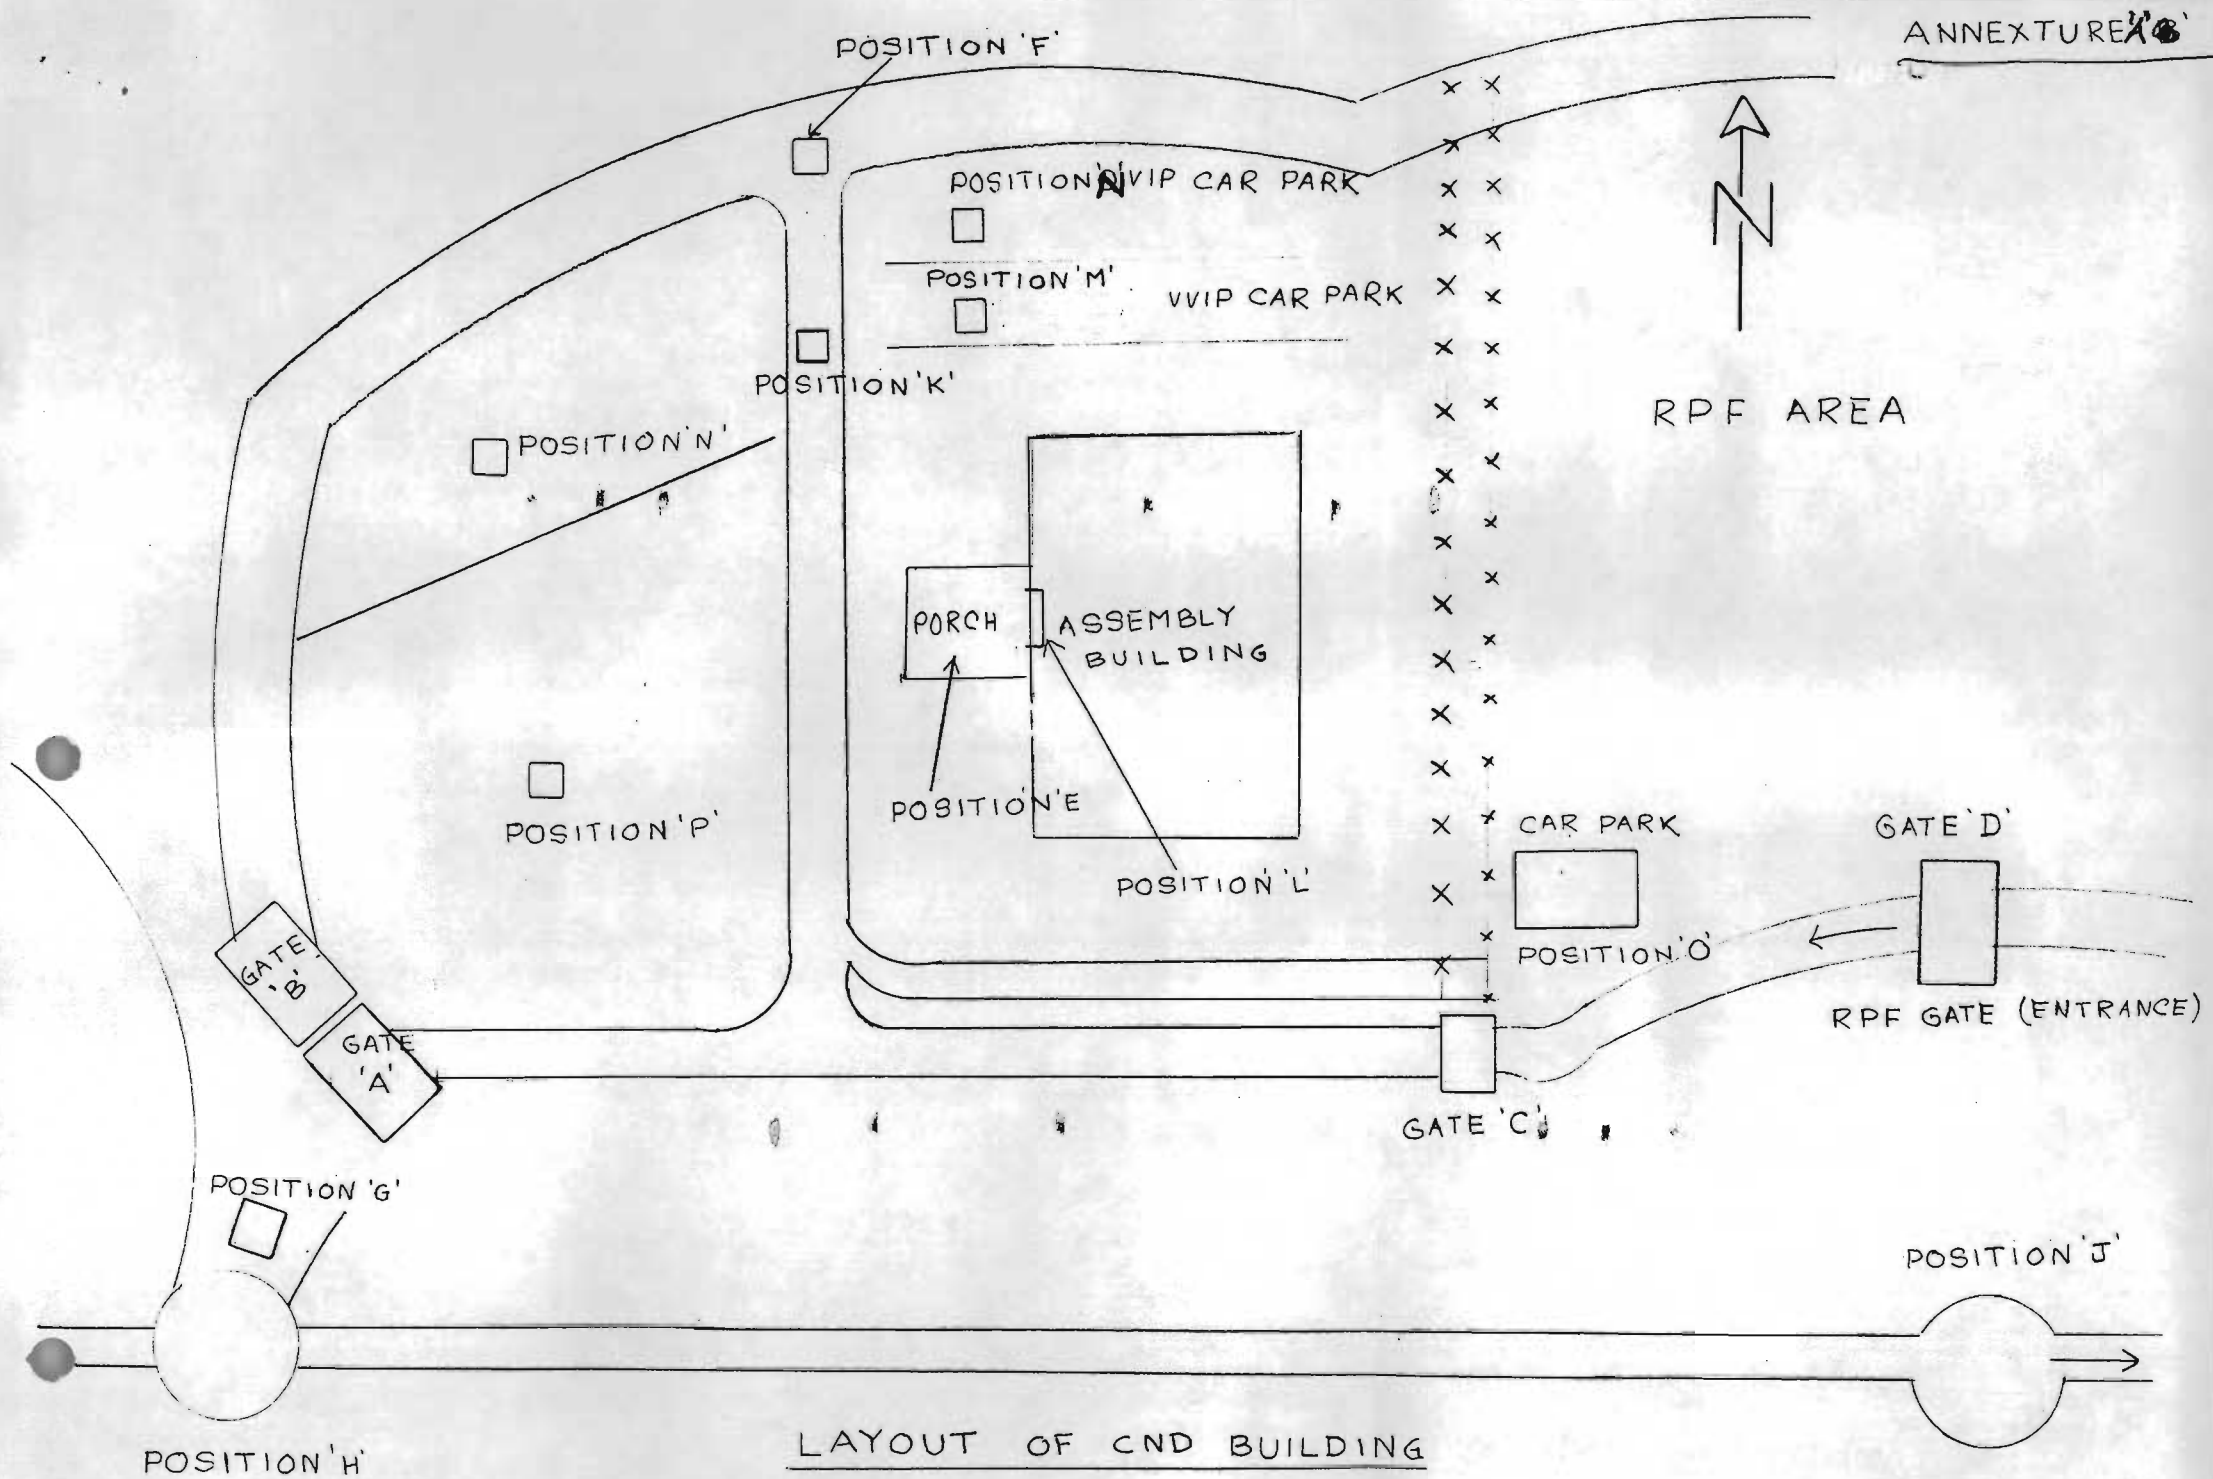 ANNEXTURE
POSITION 'F'
POSITION VIP CAR PARK
POSITION 'M'
VVIP CAR PARK
N
POSITION 'K'
RPF AREA
POSITION 'N'
PORCH
ASSEMBLY
BUILDING
POSITION 'E
POSITION 'P'
CAR PARK
GATE 'D'
POSITION 'L'
GATE
'B'
POSITION 'O'
RPF GATE (ENTRANCE)
GATE
'A'
GATE 'C'
POSITION 'G'
POSITION 'J'
LAYOUT OF CND BUILDING
POSITION 'H'